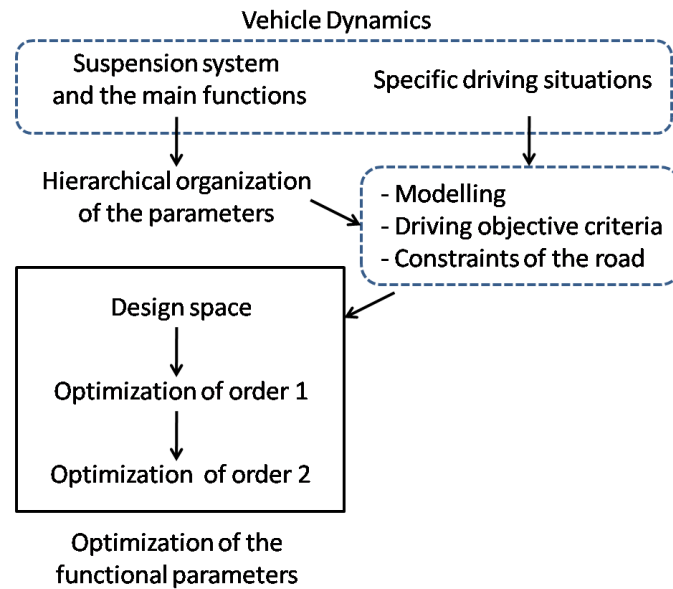 Vehicle Dynamics
Suspension system
and the main functions
Specific driving situations
Hierarchical organization
of the parameters
- Modelling
- Driving objective criteria
- Constraints of the road
Design space
Optimization of order 1
Optimization of order 2
Optimization of the
functional parameters